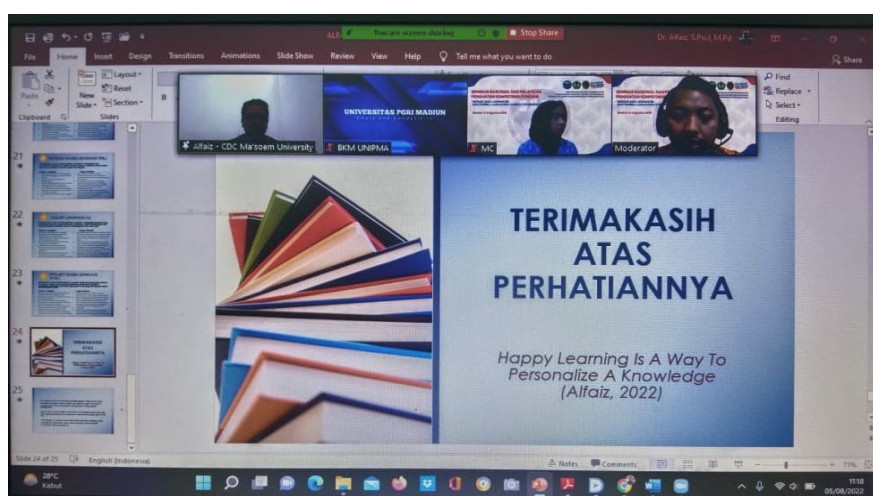 You are screen sharing
Stop Share
Dr. Alfaiz, S.Psi.I, M.Pd
File Home Insert Design Transitions Animations Slide Show Review View Help Tell me what you want to do
Share
Paste
Clipboard
New Slide
Layout
Reset
Section
Slides
B
Find
Replace
Select
Editing
UNIVERSITAS PGRI MADIUN
Alfaiz - CDC Ma'soem University
BKM UNIPMA
MC
Moderator
21
22
23
24
25
TERIMAKASIH
ATAS
PERHATIANNYA
Happy Learning Is A Way To
Personalize A Knowledge
(Alfaiz, 2022)
Slide 24 of 25
English (Indonesia)
Notes
Comments
71%
28°C
Kabut
11:18
05/08/2022